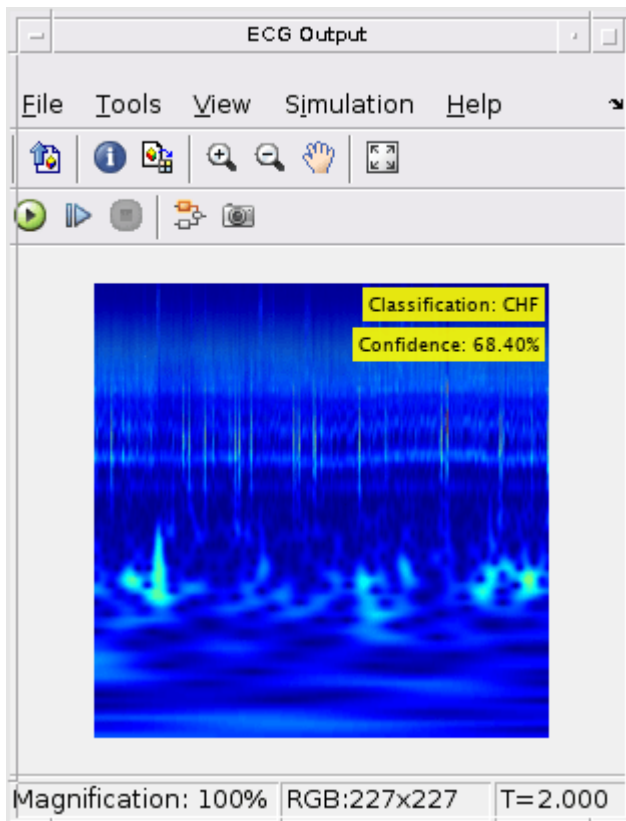 ECG Output
File Tools View Simulation Help
Classification: CHF
Confidence: 68.40%
Magnification: 100% RGB:227x227 T=2.000